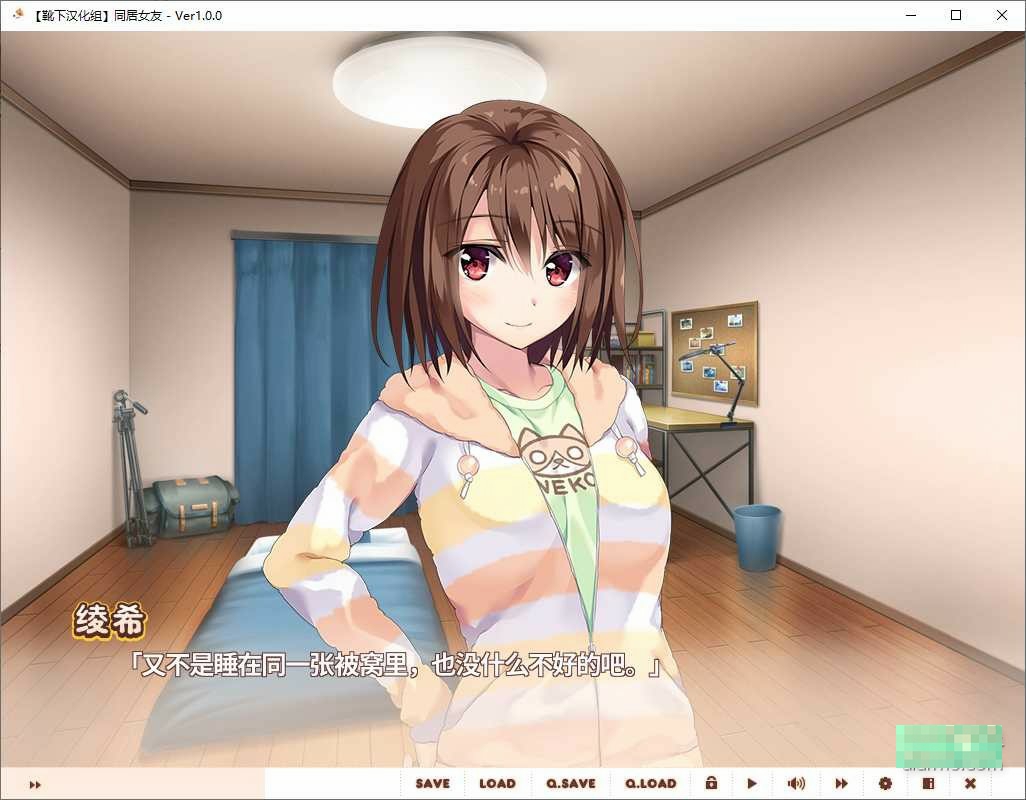 【靴下汉化组】同居女友 - Ver1.0.0
NEKO
绫希
「又不是睡在同一张被窝里，也没什么不好的吧。」
SAVE LOAD Q.SAVE Q.LOAD